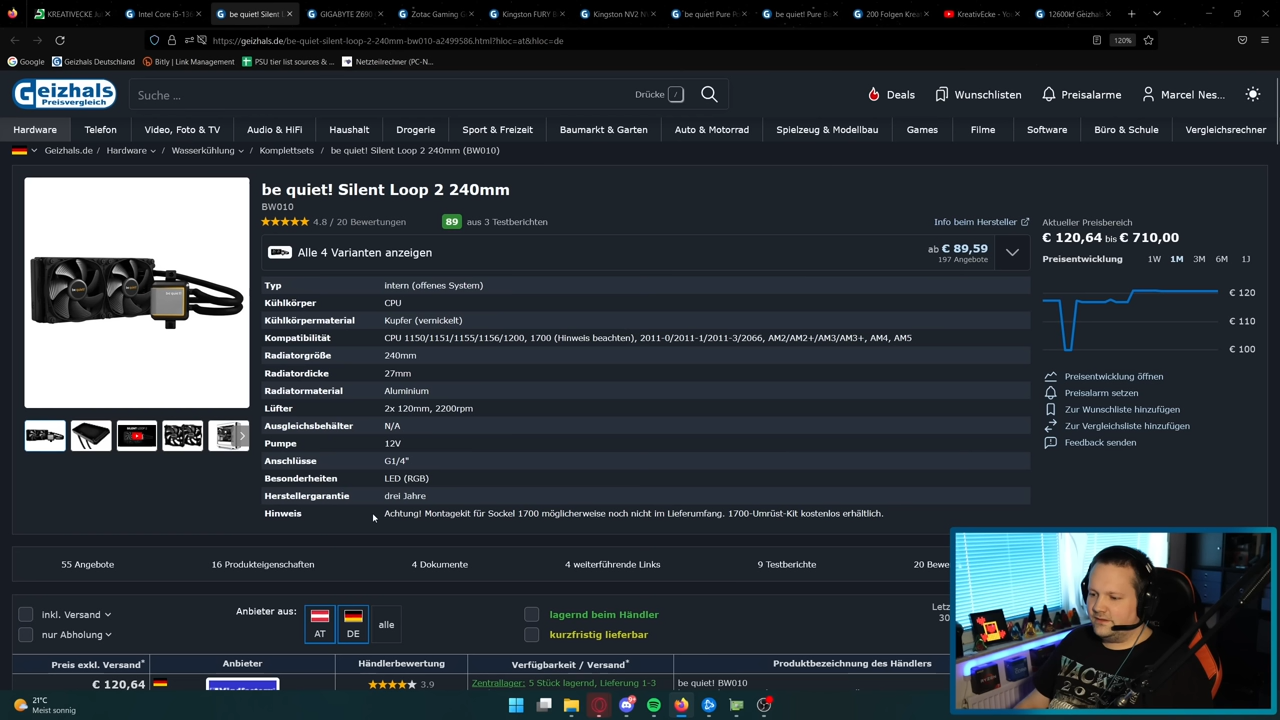 KREATIVECKE Ju
Intel Core i5-136
be quiet! Silent L
GIGABYTE Z690
Zotac Gaming G
Kingston FURY B
Kingston NV2 N
be quiet! Pure Ro
be quiet! Pure Ba
200 Folgen Kreat
KreativEcke - Yo
12600kf Geizhals
https://geizhals.de/be-quiet-silent-loop-2-240mm-bw010-a2499586.html?hloc=at&hloc=de
120%
Google
Geizhals Deutschland
Bitly | Link Management
PSU tier list sources & ...
Netzteilrechner (PC-N...
Geizhals
Preisvergleich
Suche ...
Drücke /
Deals
Wunschlisten
Preisalarme
Marcel Nes...
Hardware
Telefon
Video, Foto & TV
Audio & HiFi
Haushalt
Drogerie
Sport & Freizeit
Baumarkt & Garten
Auto & Motorrad
Spielzeug & Modellbau
Games
Filme
Software
Büro & Schule
Vergleichsrechner
Geizhals.de / Hardware / Wasserkühlung / Komplettsets / be quiet! Silent Loop 2 240mm (BW010)
be quiet! Silent Loop 2 240mm
BW010
4.8 / 20 Bewertungen
89 aus 3 Testberichten
Info beim Hersteller
Alle 4 Varianten anzeigen
ab € 89,59
197 Angebote
Typ intern (offenes System)
Kühlkörper CPU
Kühlkörpermaterial Kupfer (vernickelt)
Kompatibilität CPU 1150/1151/1155/1156/1200, 1700 (Hinweis beachten), 2011-0/2011-1/2011-3/2066, AM2/AM2+/AM3/AM3+, AM4, AM5
Radiatorgröße 240mm
Radiatordicke 27mm
Radiatormaterial Aluminium
Lüfter 2x 120mm, 2200rpm
Ausgleichsbehälter N/A
Pumpe 12V
Anschlüsse G1/4"
Besonderheiten LED (RGB)
Herstellergarantie drei Jahre
Hinweis Achtung! Montagekit für Sockel 1700 möglicherweise noch nicht im Lieferumfang. 1700-Umrüst-Kit kostenlos erhältlich.
Aktueller Preisbereich
€ 120,64 bis € 710,00
Preisentwicklung 1W 1M 3M 6M 1J
€ 120
€ 110
€ 100
Preisentwicklung öffnen
Preisalarm setzen
Zur Wunschliste hinzufügen
Zur Vergleichsliste hinzufügen
Feedback senden
55 Angebote
16 Produkteigenschaften
4 Dokumente
4 weiterführende Links
9 Testberichte
20 Bewe
inkl. Versand
nur Abholung
Anbieter aus:
AT
DE
alle
lagernd beim Händler
kurzfristig lieferbar
Letz
30
Preis exkl. Versand*
Anbieter
Händlerbewertung
Verfügbarkeit / Versand*
Produktbezeichnung des Händlers
€ 120,64
3.9
Zentrallager: 5 Stück lagernd, Lieferung 1-3
be quiet! BW010
WACKEN
202
21°C
Meist sonnig